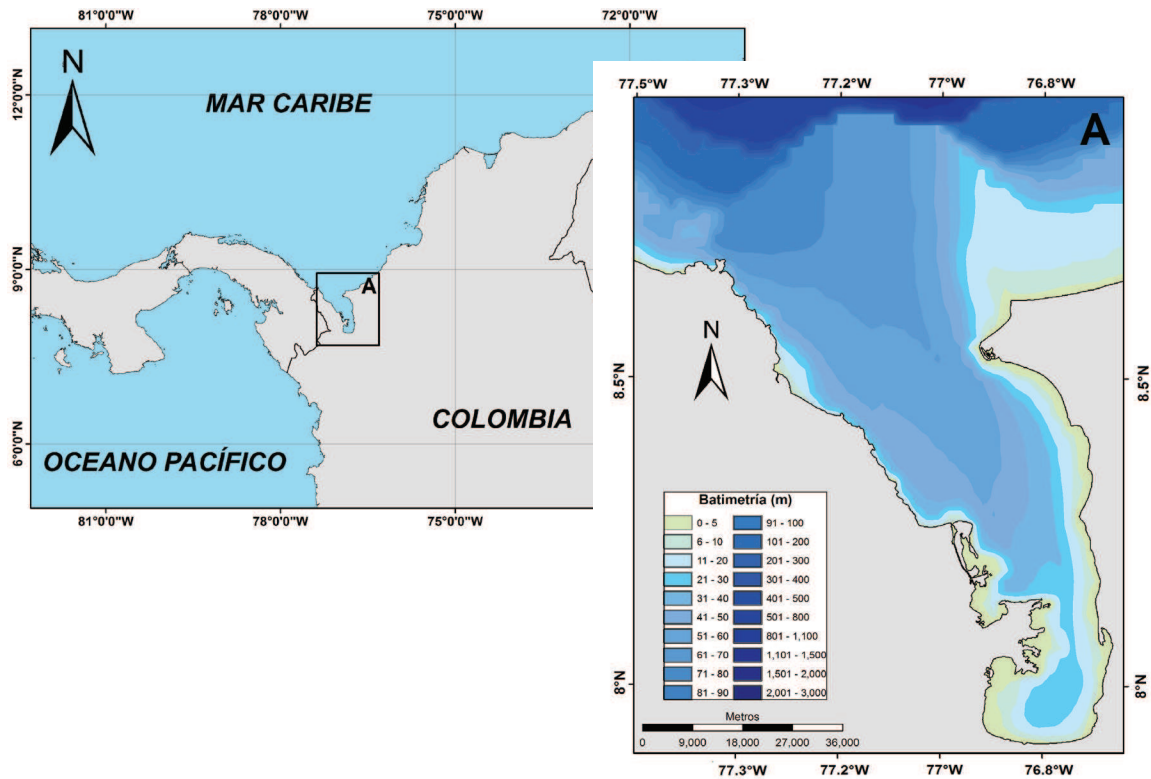 81°0'0"W 78°0'0"W 75°0'0"W 72°0'0"W
12°0'0"N
9°0'0"N
6°0'0"N
N
MAR CARIBE
A
COLOMBIA
OCEANO PACÍFICO
81°0'0"W 78°0'0"W 75°0'0"W
77.5°W 77.3°W 77.2°W 77°W 76.8°W
A
N
8.5°N 8.5°N
8°N 8°N
Batimetría (m)
0 - 5 91 - 100
6 - 10 101 - 200
11 - 20 201 - 300
21 - 30 301 - 400
31 - 40 401 - 500
41 - 50 501 - 800
51 - 60 801 - 1,100
61 - 70 1,101 - 1,500
71 - 80 1,501 - 2,000
81 - 90 2,001 - 3,000
Metros
0 9,000 18,000 27,000 36,000
77.3°W 77.2°W 77°W 76.8°W